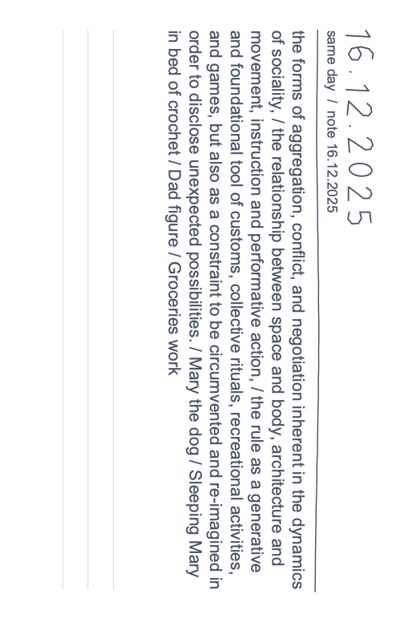 16.12.2025
same day / note 16.12.2025
the forms of aggregation, conflict, and negotiation inherent in the dynamics
of sociality, / the relationship between space and body, architecture and
movement, instruction and performative action, / the rule as a generative
and foundational tool of customs, collective rituals, recreational activities,
and games, but also as a constraint to be circumvented and re-imagined in
order to disclose unexpected possibilities. / Mary the dog / Sleeping Mary
in bed of crochet / Dad figure / Groceries work